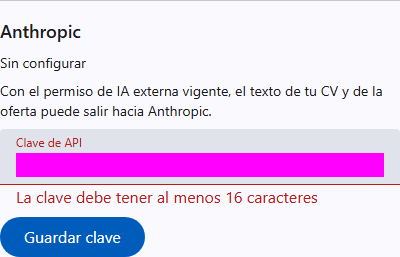 Anthropic
Sin configurar
Con el permiso de IA externa vigente, el texto de tu CV y de la
oferta puede salir hacia Anthropic.
Clave de API
La clave debe tener al menos 16 caracteres
Guardar clave